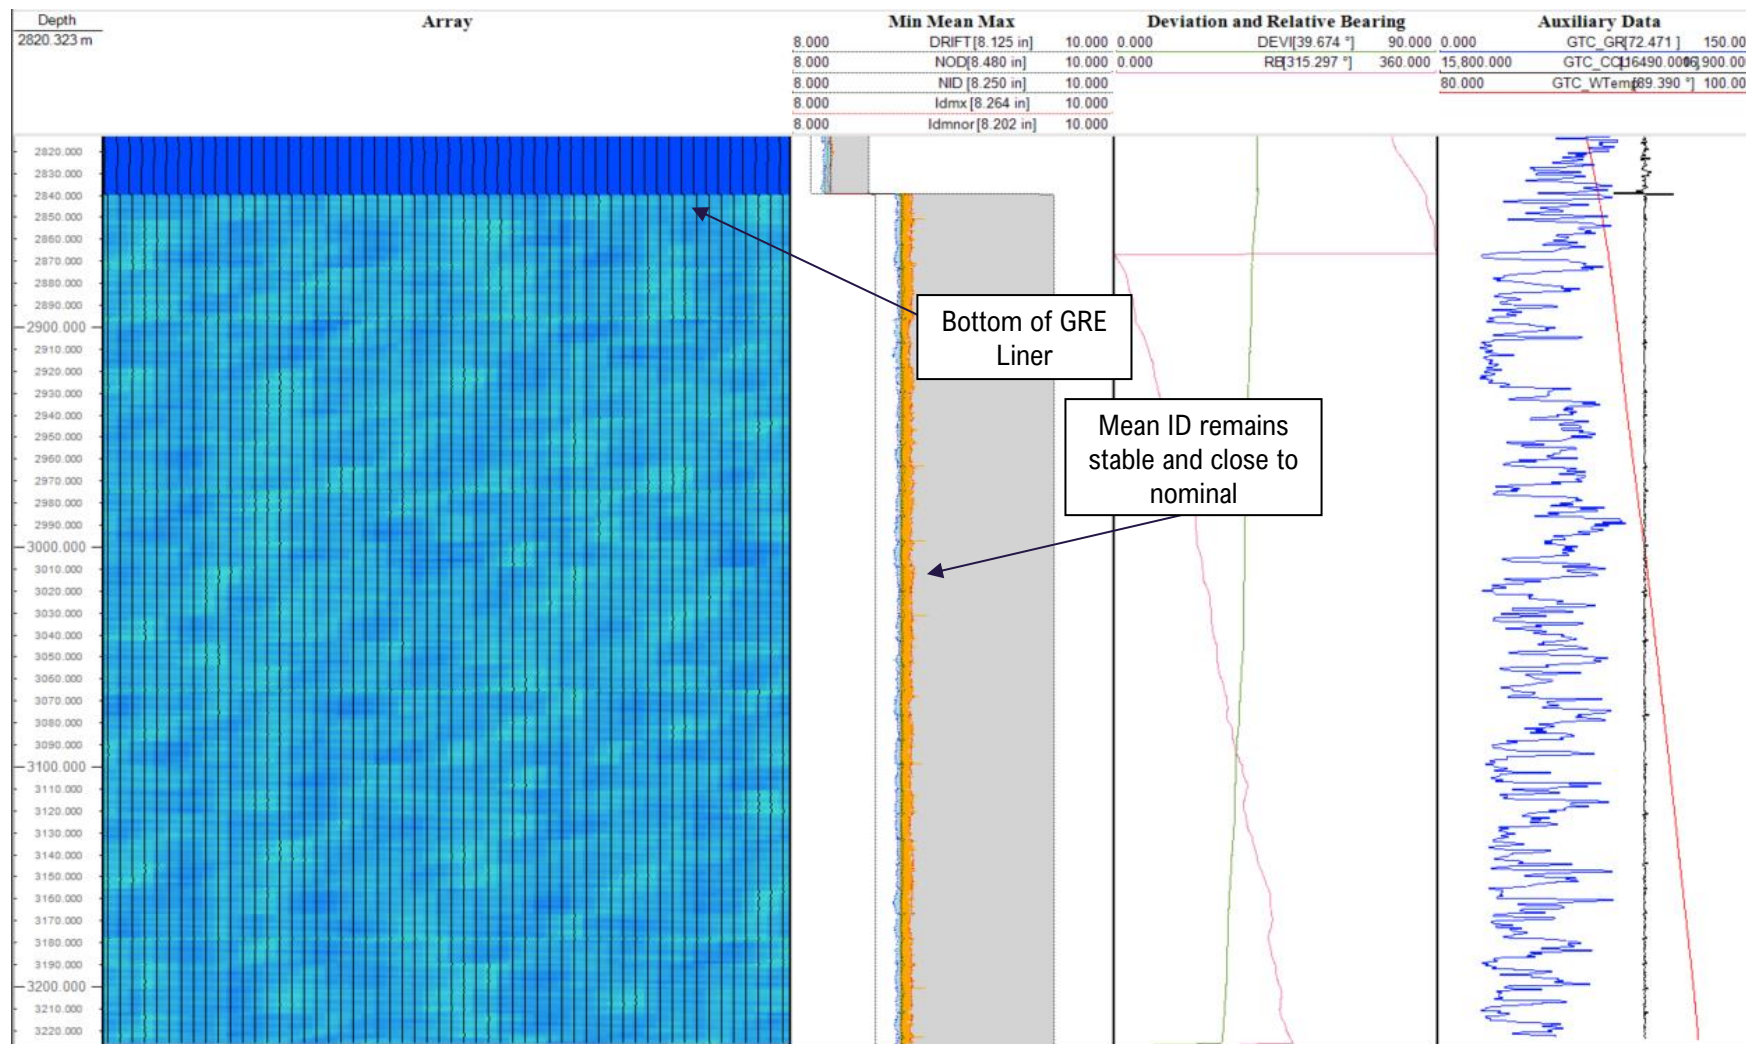 Depth
2820.323 m
Array
Min Mean Max
8.000 DRIFT[8.125 in] 10.000
8.000 NOD[8.480 in] 10.000
8.000 NID [8.250 in] 10.000
8.000 Idmx [8.264 in] 10.000
8.000 Idmnor[8.202 in] 10.000
Deviation and Relative Bearing
0.000 DEVI[39.674 °] 90.000
0.000 RB[315.297 °] 360.000
Auxiliary Data
0.000 GTC_GR[72.471 ] 150.00
15,800.000 GTC_CCL[16490.000 ,900.00
80.000 GTC_WTemp[89.390 °] 100.00
2820.000
2830.000
2840.000
2850.000
2860.000
2870.000
2880.000
2890.000
2900.000
2910.000
2920.000
2930.000
2940.000
2950.000
2960.000
2970.000
2980.000
2990.000
3000.000
3010.000
3020.000
3030.000
3040.000
3050.000
3060.000
3070.000
3080.000
3090.000
3100.000
3110.000
3120.000
3130.000
3140.000
3150.000
3160.000
3170.000
3180.000
3190.000
3200.000
3210.000
3220.000
Bottom of GRE
Liner
Mean ID remains
stable and close to
nominal